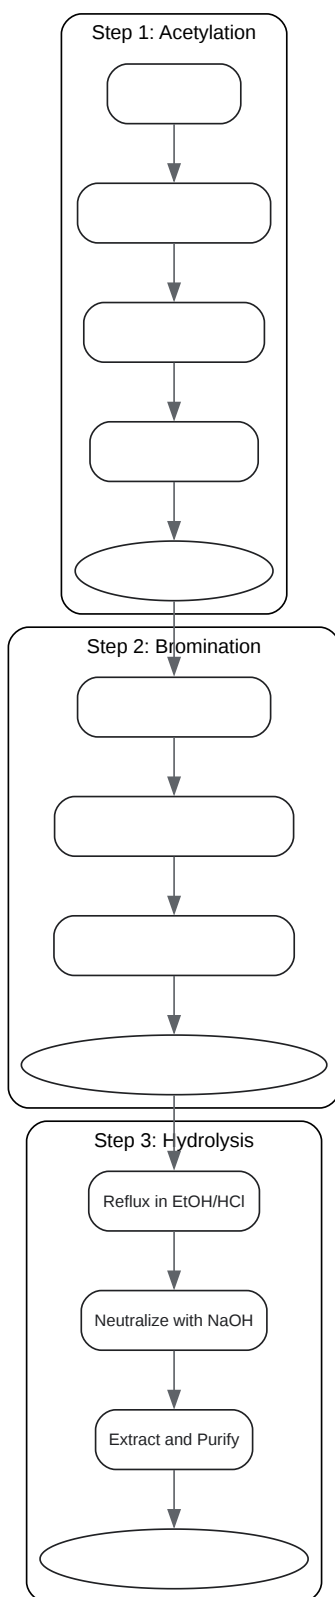 Step 1: Acetylation
Step 2: Bromination
Step 3: Hydrolysis
Reflux in EtOH/HCl
Neutralize with NaOH
Extract and Purify